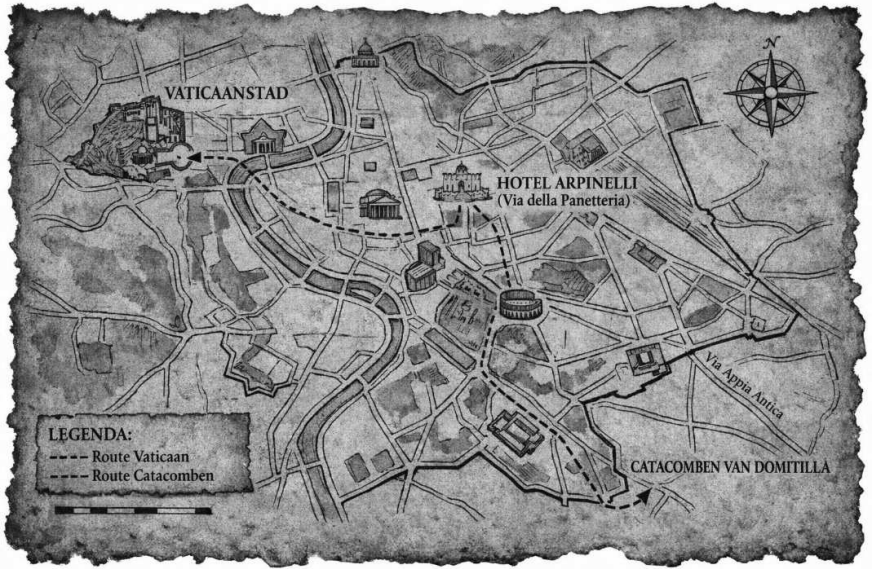 N
VATICAANSTAD
HOTEL ARPINELLI
(Via della Panetteria)
Via Appia Antica
CATACOMBEN VAN DOMITILLA
LEGENDA:
Route Vaticaan
Route Catacomben